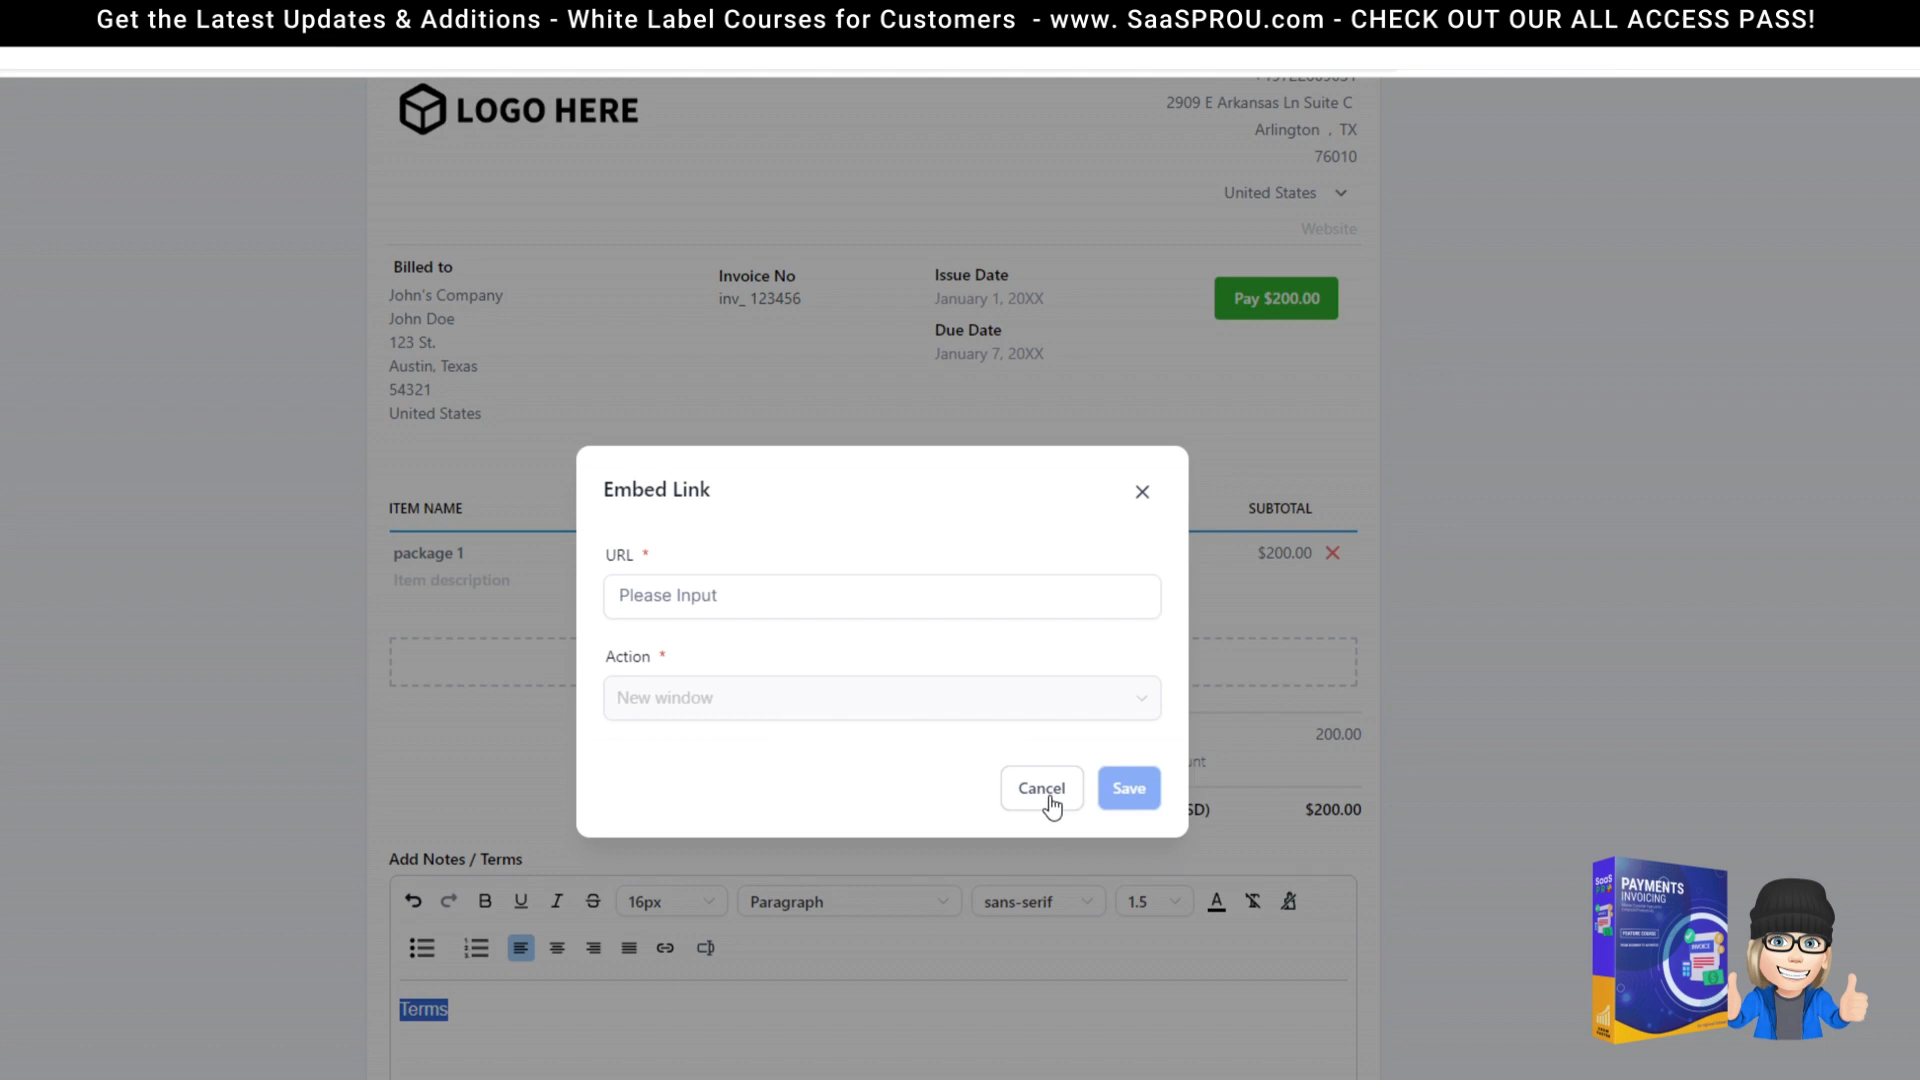 Get the Latest Updates & Additions - White Label Courses for Customers - www. SaaSPROU.com - CHECK OUT OUR ALL ACCESS PASS!
LOGO HERE
2909 E Arkansas Ln Suite C
Arlington , TX
76010
United States
Website
Billed to
John's Company
John Doe
123 St.
Austin, Texas
54321
United States
Invoice No
inv_ 123456
Issue Date
January 1, 20XX
Due Date
January 7, 20XX
Pay $200.00
ITEM NAME
SUBTOTAL
package 1
$200.00
Item description
Embed Link
URL *
Please Input
Action *
New window
Cancel
Save
200.00
SD)
$200.00
Add Notes / Terms
16px
Paragraph
sans-serif
1.5
Terms
PAYMENTS
INVOICING
FEATURE COURSE
INVOICE